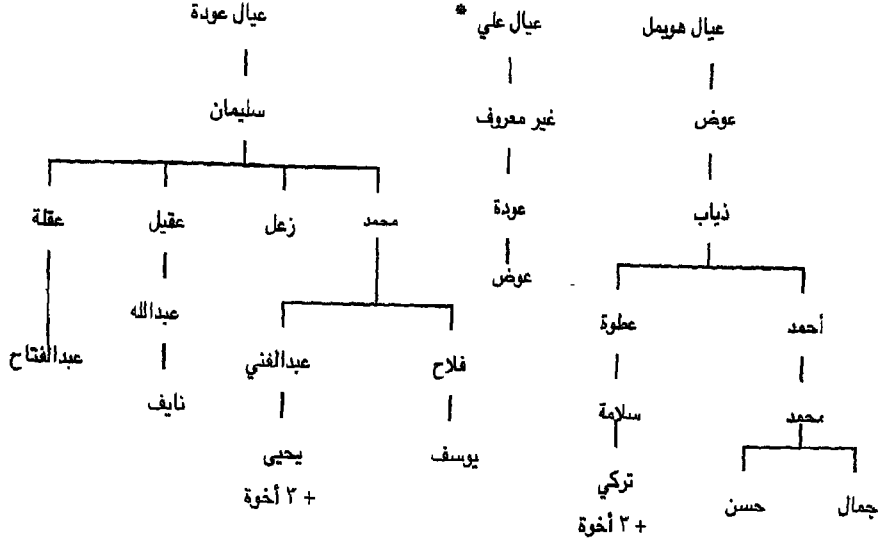 عيال هويمل
عيال علي *
عيال عودة
عوض
غير معروف
سليمان
ذياب
عودة
محمد
زعل
عقيل
عقلة
عوض
أحمد
عطوة
عبدالله
فلاح
عبدالفني
عبدالفتاح
محمد
سلامة
نايف
يوسف
يحيى
+ ٣ أخوة
جمال
حسن
تركي
+ ٣ أخوة